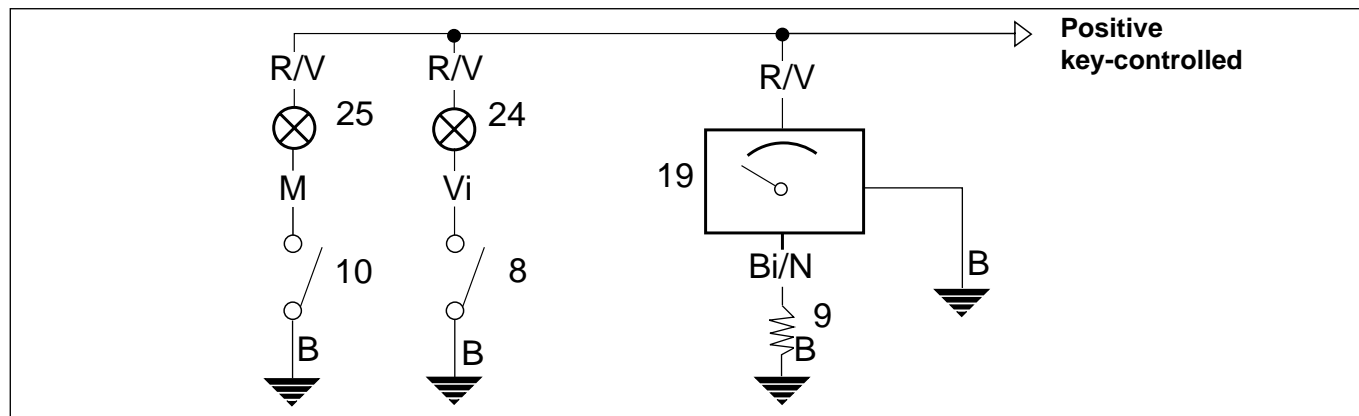 Positive
key-controlled
R/V
R/V
R/V
25
24
19
M
Vi
Bi/N
10
8
9
B
B
B
B